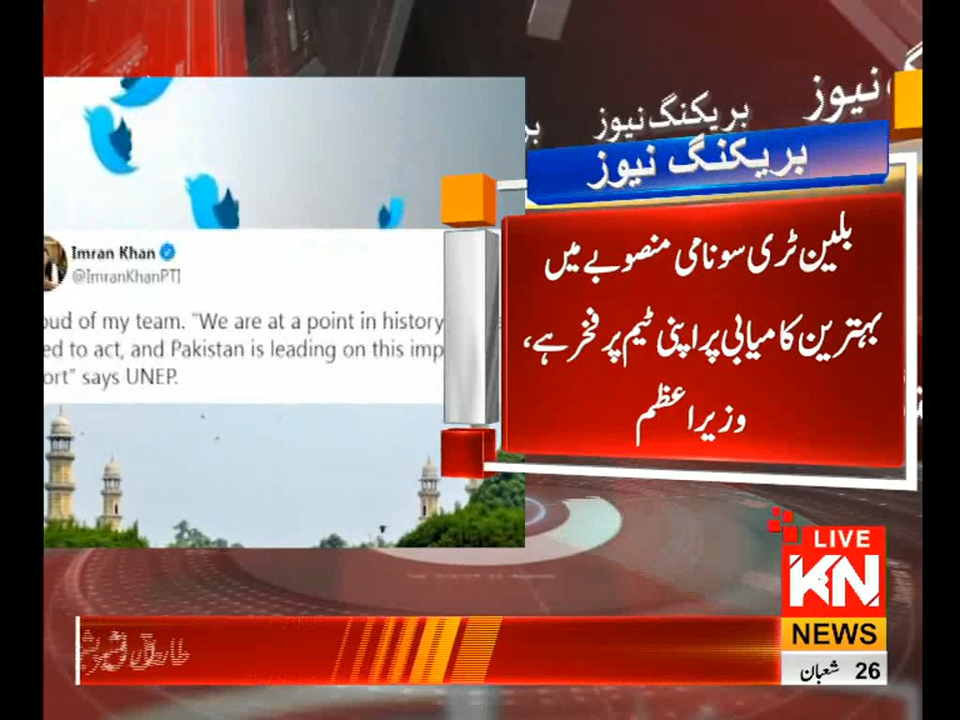 نیوز
بریکنگ نیوز
بریکنگ نیوز
بلین ٹری سونامی منصوبے میں
بہترین کامیابی پر اپنی ٹیم پر فخر ہے،
وزیراعظم
Imran Khan
@ImranKhanPTI
oud of my team. "We are at a point in history
ed to act, and Pakistan is leading on this imp
ort" says UNEP.
LIVE
KN
NEWS
26 شعبان